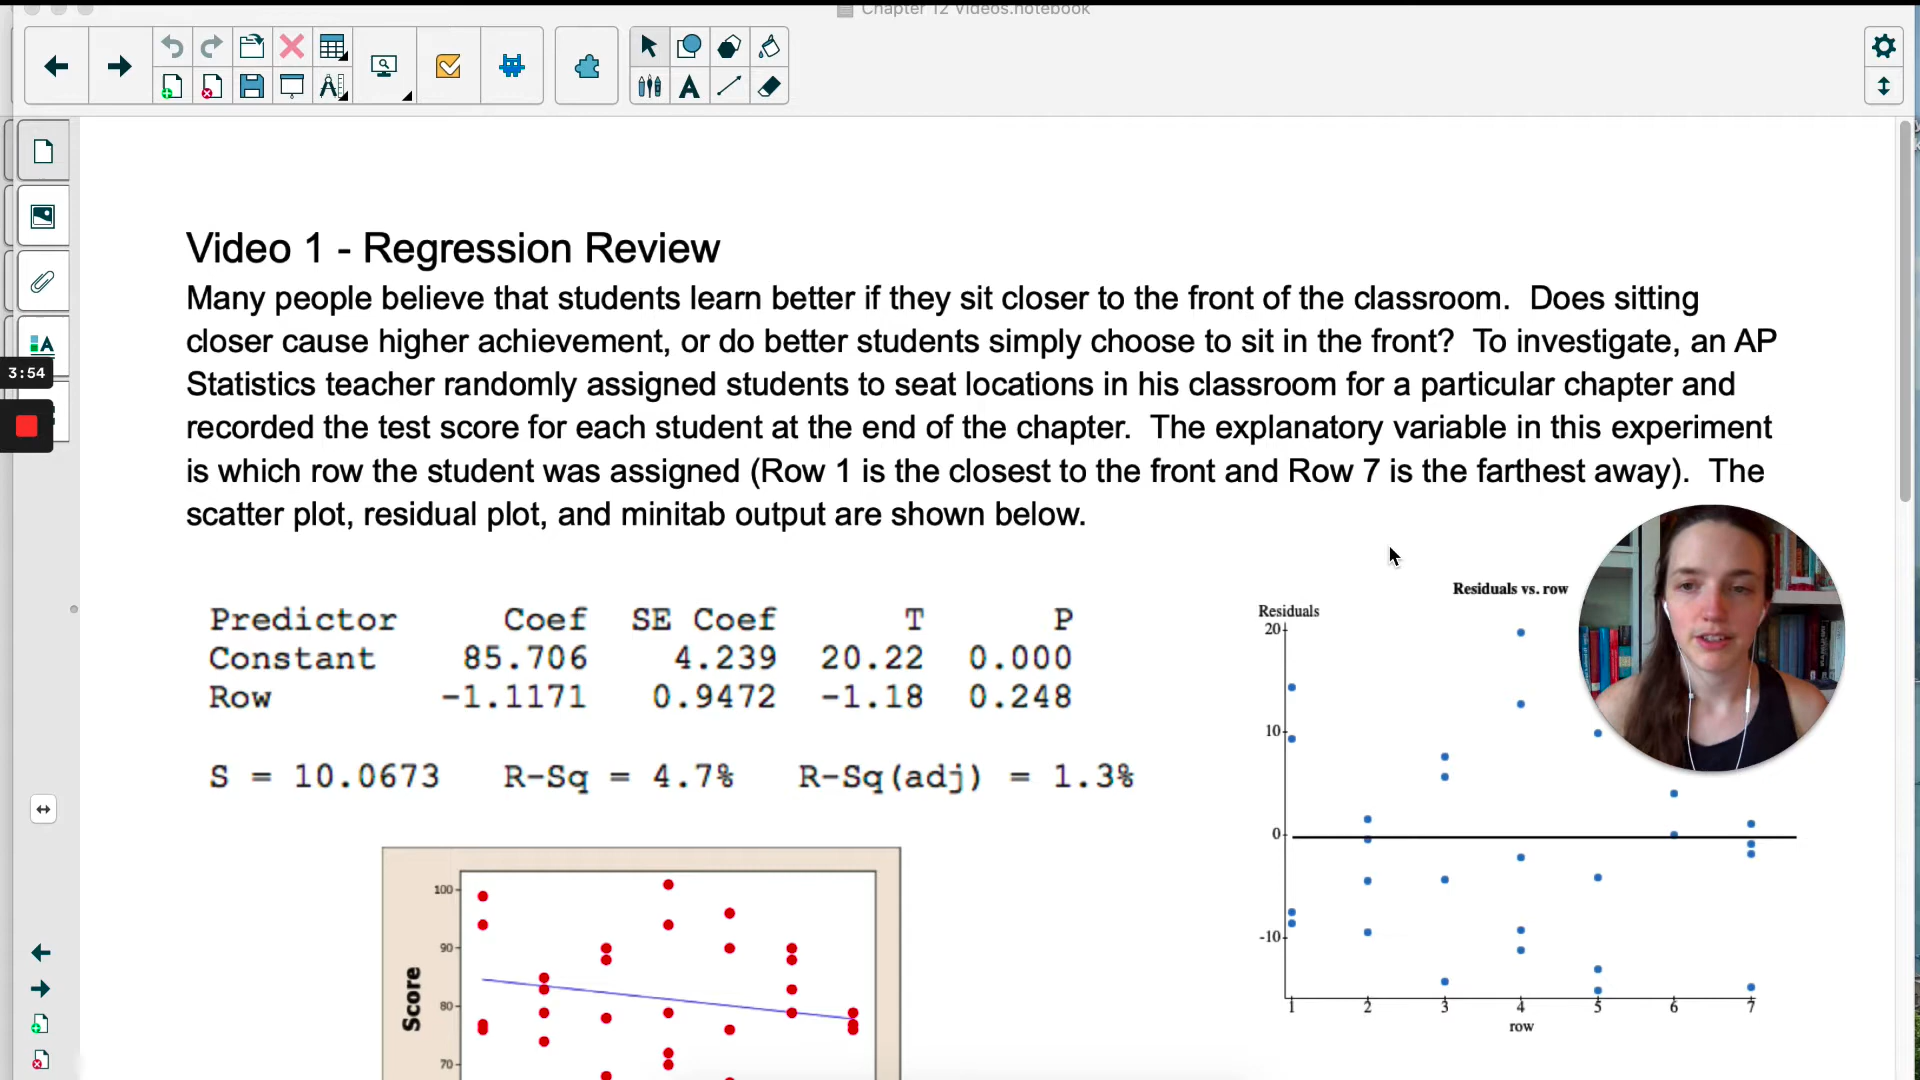 Chapter 12 Videos.notebook
3:54
Video 1 - Regression Review
Many people believe that students learn better if they sit closer to the front of the classroom.  Does sitting
closer cause higher achievement, or do better students simply choose to sit in the front?  To investigate, an AP
Statistics teacher randomly assigned students to seat locations in his classroom for a particular chapter and
recorded the test score for each student at the end of the chapter.  The explanatory variable in this experiment
is which row the student was assigned (Row 1 is the closest to the front and Row 7 is the farthest away).  The
scatter plot, residual plot, and minitab output are shown below.
Predictor Coef SE Coef T P
Constant 85.706 4.239 20.22 0.000
Row -1.1171 0.9472 -1.18 0.248
S = 10.0673 R-Sq = 4.7% R-Sq(adj) = 1.3%
Score
100
90
80
70
Residuals vs. row
Residuals
20
10
0
-10
1 2 3 4 5 6 7
row